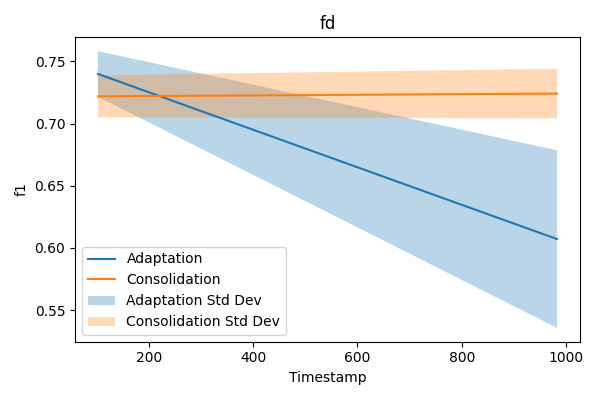 fd
0.75
0.70
0.65
0.60
0.55
f1
Adaptation
Consolidation
Adaptation Std Dev
Consolidation Std Dev
200
400
600
800
1000
Timestamp